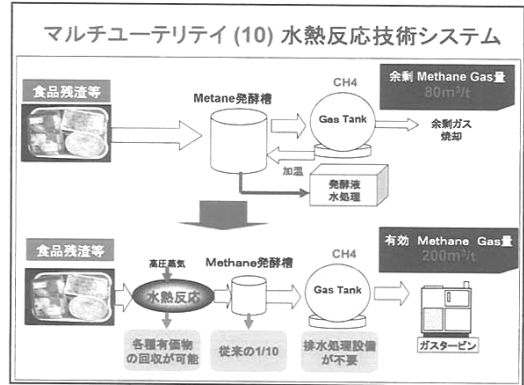 マルチユーテリテイ (10) 水熱反応技術システム
食品残渣等
Metane発酵槽
CH4
Gas Tank
余剰 Methane Gas量
80m³/t
余剰ガス
焼却
加温
発酵液
水処理
食品残渣等
高圧蒸気
水熱反応
Methane発酵槽
CH4
Gas Tank
有効 Methane Gas量
200m³/t
ガスタービン
各種有価物
の回収が可能
従来の1/10
排水処理設備
が不要